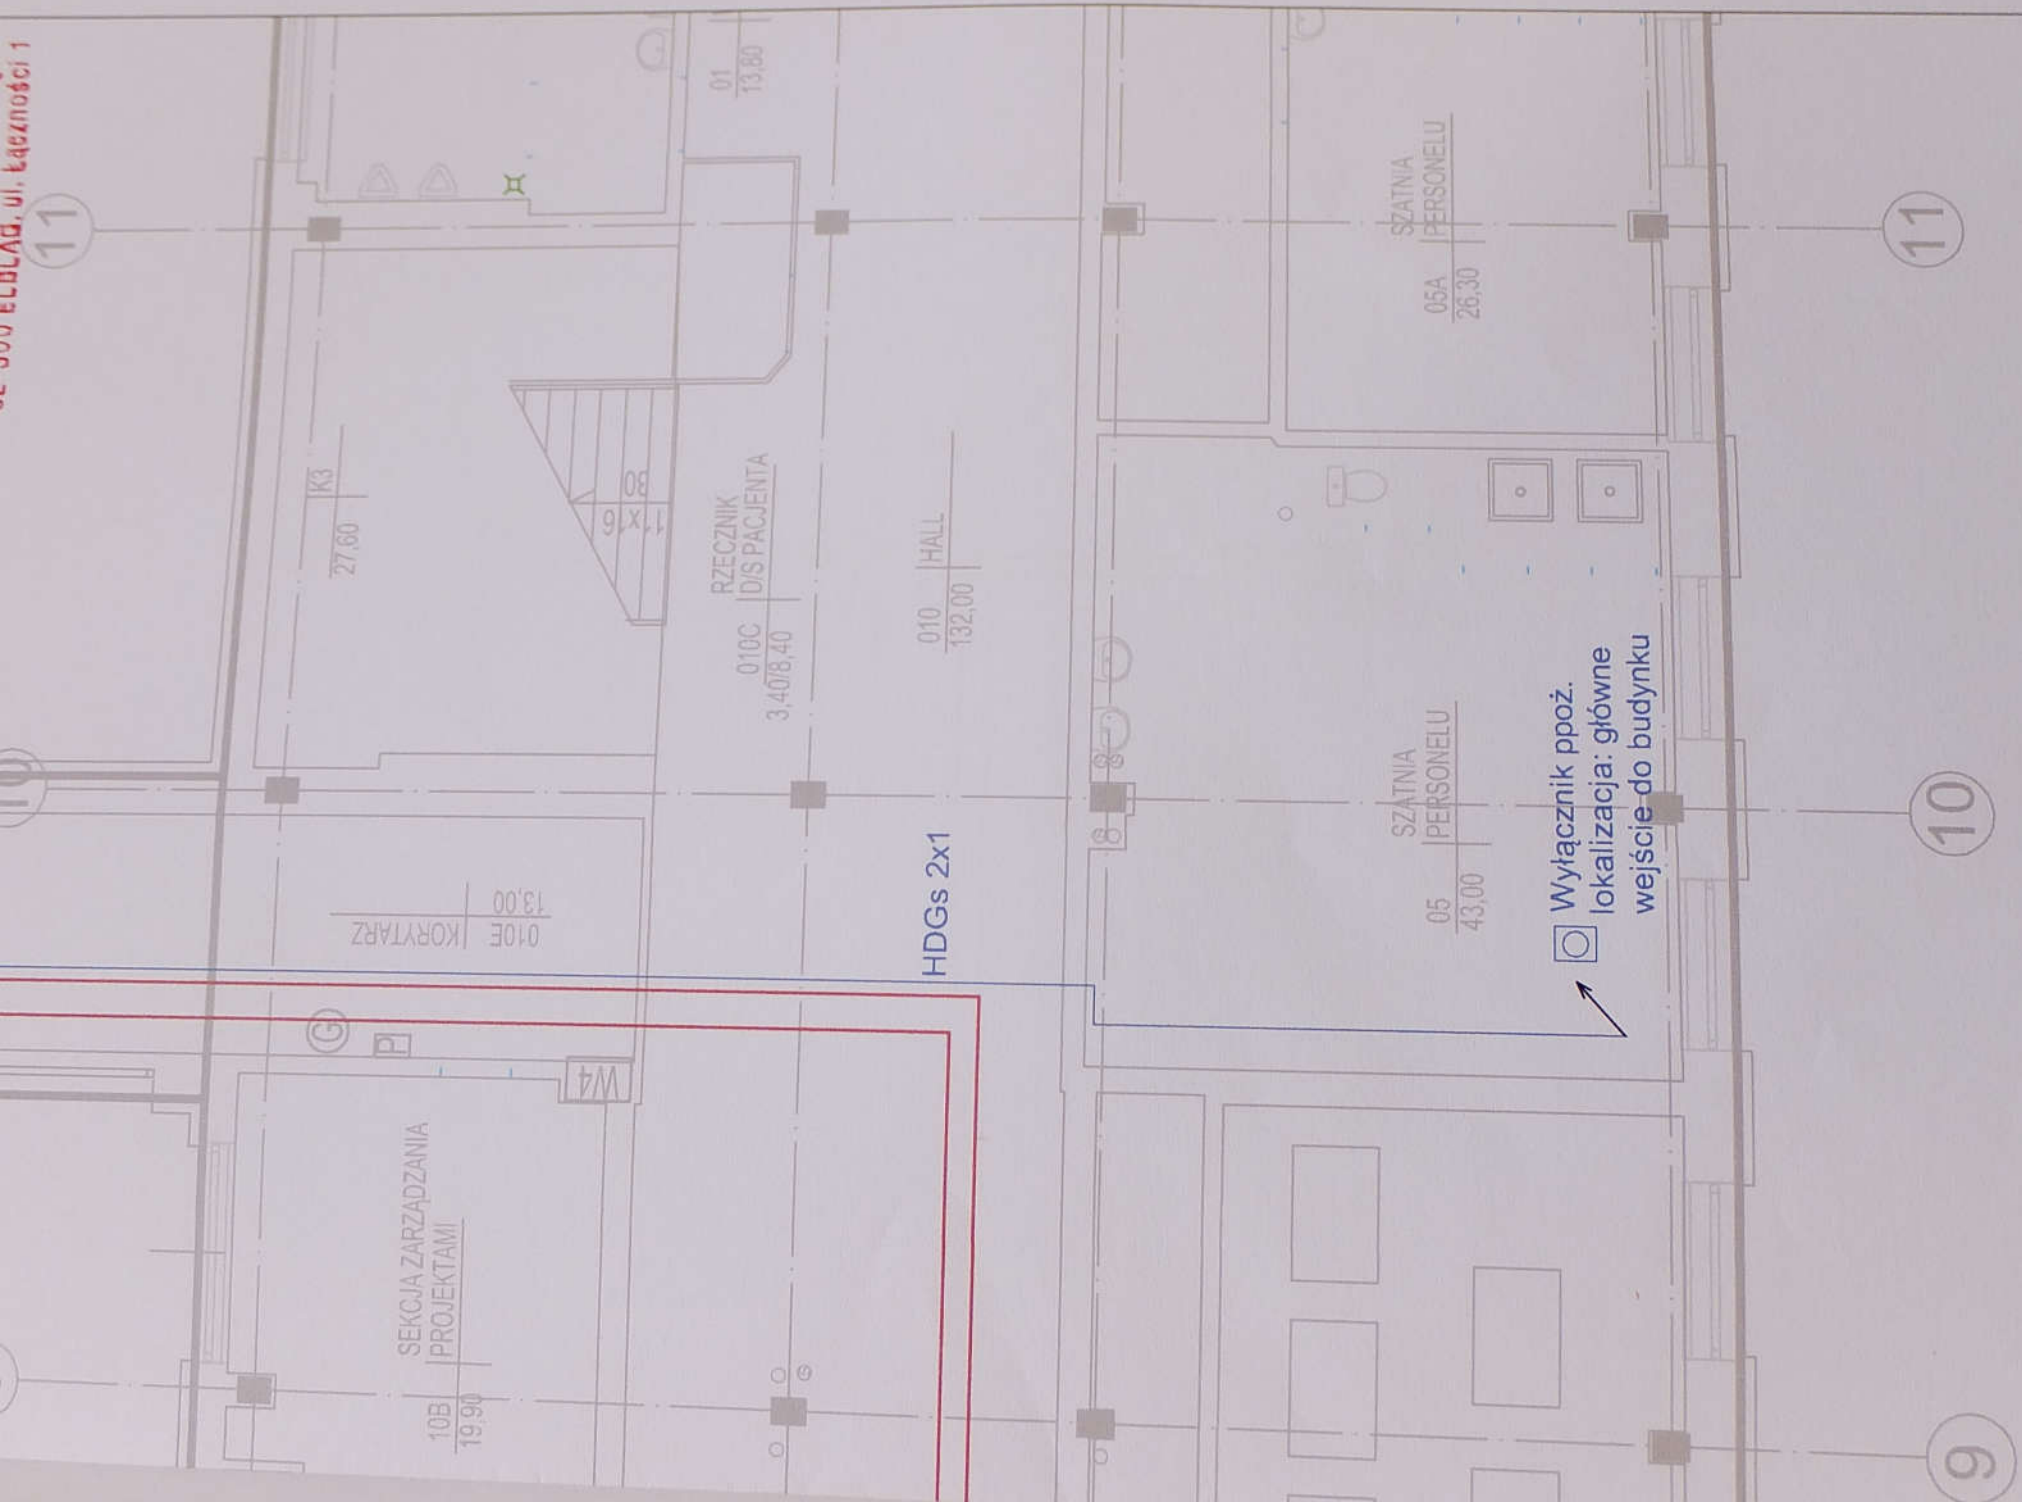 ELBLĄG, ul. Łączności 1
11
K3
27,60
11 x 16
30
01
13,80
RZECZNIK
010C D/S PACJENTA
3,40/8,40
010 HALL
132,00
SZATNIA
05A PERSONELU
26,30
11
10
010E KORYTARZ
13,00
HDGs 2x1
SZATNIA
05 PERSONELU
43,00
Wyłącznik ppoż.
lokalizacja: główne
wejście do budynku
10
G
P
W4
SEKCJA ZARZĄDZANIA
10B PROJEKTAMI
19,90
9